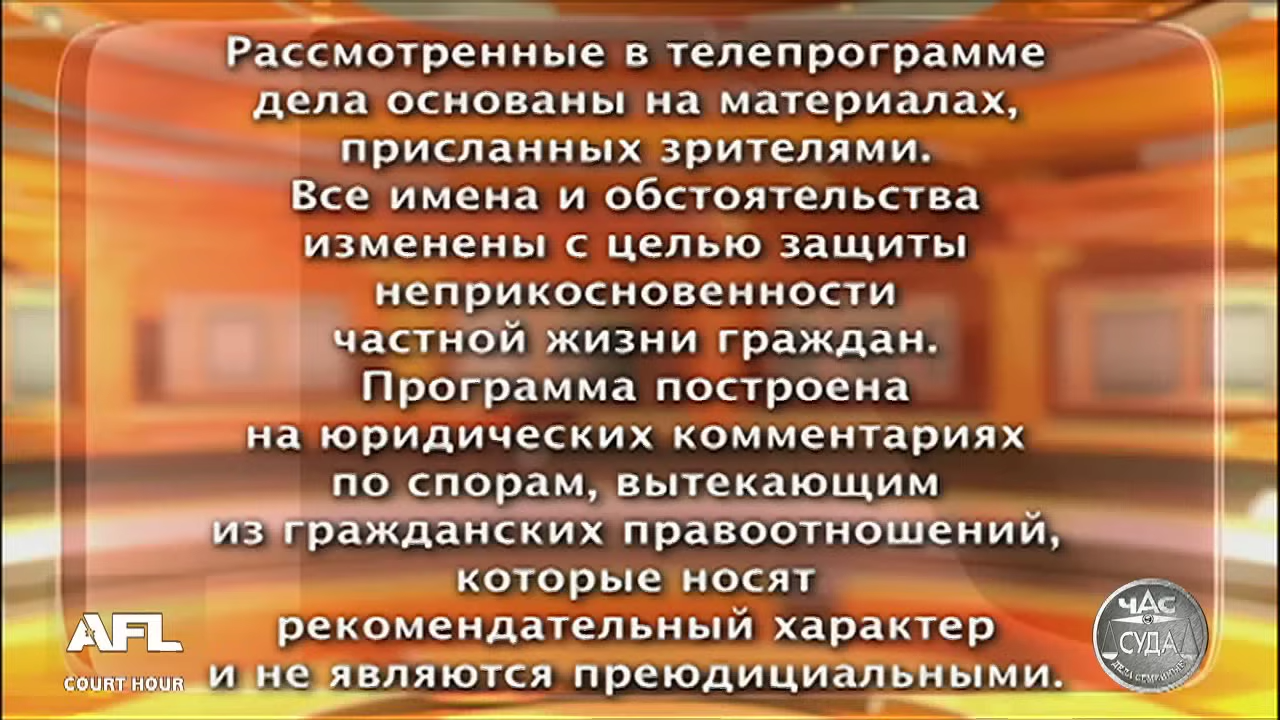 Рассмотренные в телепрограмме
дела основаны на материалах,
присланных зрителями.
Все имена и обстоятельства
изменены с целью защиты
неприкосновенности
частной жизни граждан.
Программа построена
на юридических комментариях
по спорам, вытекающим
из гражданских правоотношений,
которые носят
рекомендательный характер
и не являются преюдициальными.
AFL
COURT HOUR
ЧАС
СУДА
ДЕЛА СЕМЕЙНЫЕ